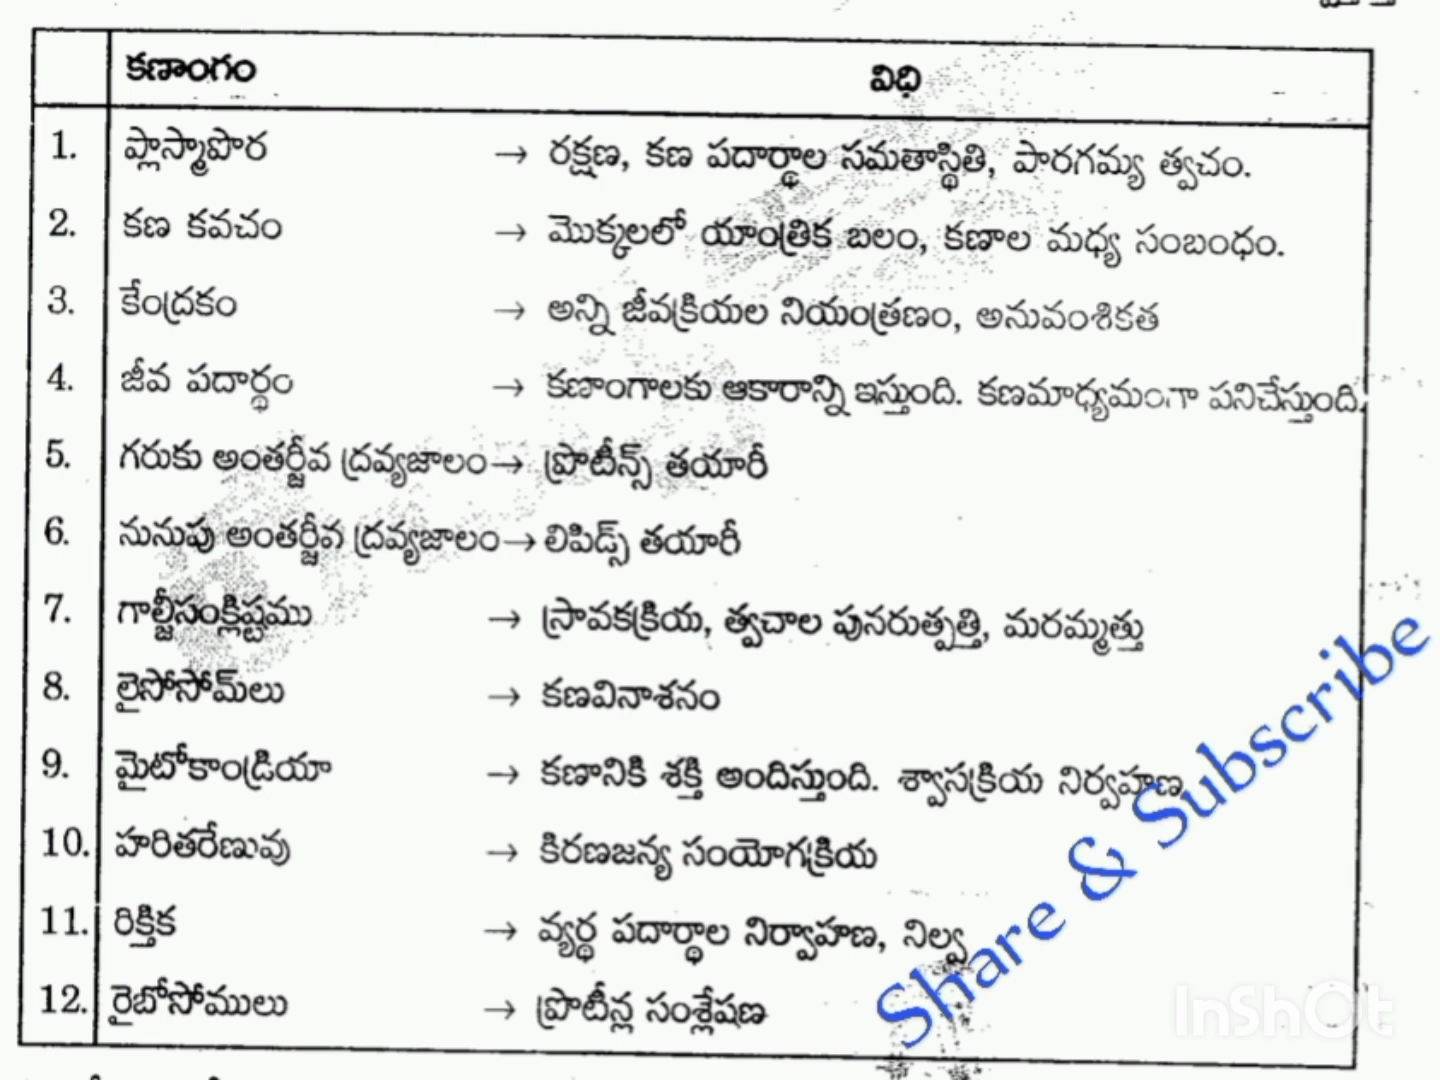 కణాంగం విధి
1. ప్లాస్మాపొర → రక్షణ, కణ పదార్థాల సమతాస్థితి, పారగమ్య త్వచం.
2. కణ కవచం → మొక్కలలో యాంత్రిక బలం, కణాల మధ్య సంబంధం.
3. కేంద్రకం → అన్ని జీవక్రియల నియంత్రణం, అనువంశికత
4. జీవ పదార్థం → కణాంగాలకు ఆకారాన్ని ఇస్తుంది. కణమాధ్యమంగా పనిచేస్తుంది.
5. గరుకు అంతర్జీవ ద్రవ్యజాలం → ప్రొటీన్స్ తయారీ
6. నునుపు అంతర్జీవ ద్రవ్యజాలం → లిపిడ్స్ తయారీ
7. గాల్జీసంక్లిష్టము → స్రావకక్రియ, త్వచాల పునరుత్పత్తి, మరమ్మత్తు
8. లైసోసోమ్‌లు → కణవినాశనం
9. మైటోకాండ్రియా → కణానికి శక్తి అందిస్తుంది. శ్వాసక్రియ నిర్వహణ
10. హరితరేణువు → కిరణజన్య సంయోగక్రియ
11. రిక్తిక → వ్యర్థ పదార్థాల నిర్వాహణ, నిల్వ
12. రైబోసోములు → ప్రొటీన్ల సంశ్లేషణ
Share & Subscribe
InShOt